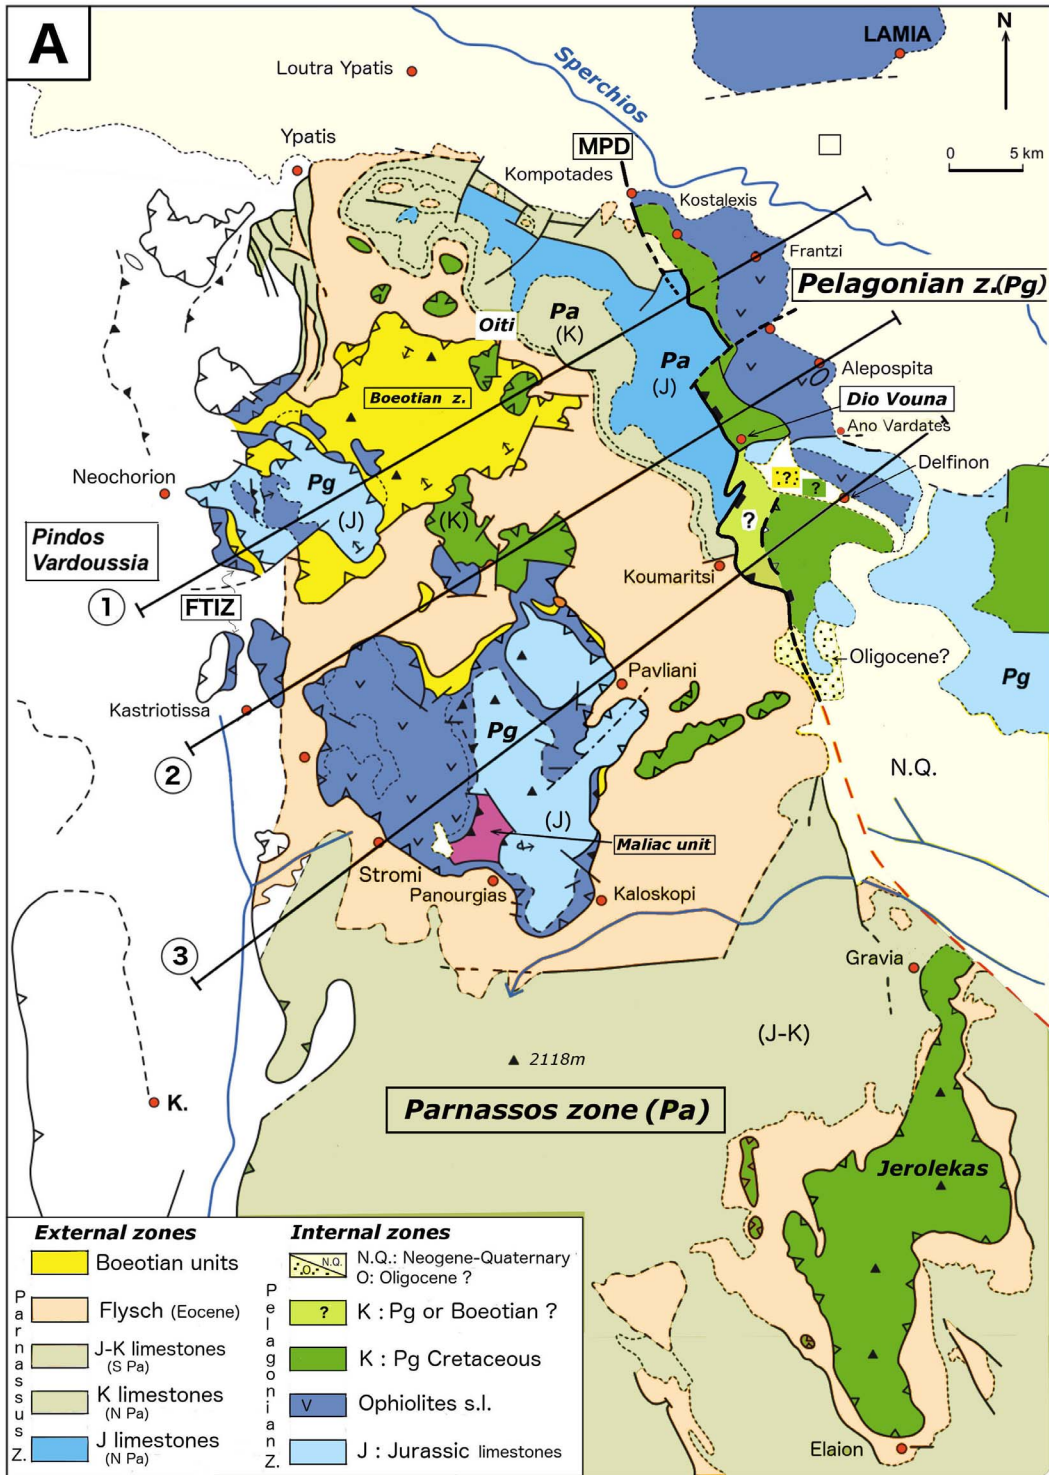 A
LAMIA
N
Loutra Ypatis
Sperchios
Ypatis
MPD
0 5 km
Kompotades
Kostalexis
Frantzi
Pelagonian z.(Pg)
Pa
(K)
Oiti
Pa
(J)
Alepospita
Boeotian z.
Dio Vouna
Ano Vardates
Neochorion
Pg
?
?
Delfinon
(J)
(K)
?
Pindos
Vardoussia
Koumaritsi
1
FTIZ
Oligocene?
Pavliani
Pg
Kastriotissa
Pg
2
N.Q.
(J)
Maliac unit
Stromi
Panourgias
Kaloskopi
3
Gravia
(J-K)
2118m
K.
Parnassos zone (Pa)
Jerolekas
External zones
Boeotian units
Parnassus Z.
Flysch (Eocene)
J-K limestones
(S Pa)
K limestones
(N Pa)
J limestones
(N Pa)
Internal zones
N.Q.
O.
N.Q.: Neogene-Quaternary
O: Oligocene ?
Pelagonian Z.
?
K : Pg or Boeotian ?
K : Pg Cretaceous
V
Ophiolites s.l.
J : Jurassic limestones
Elaion